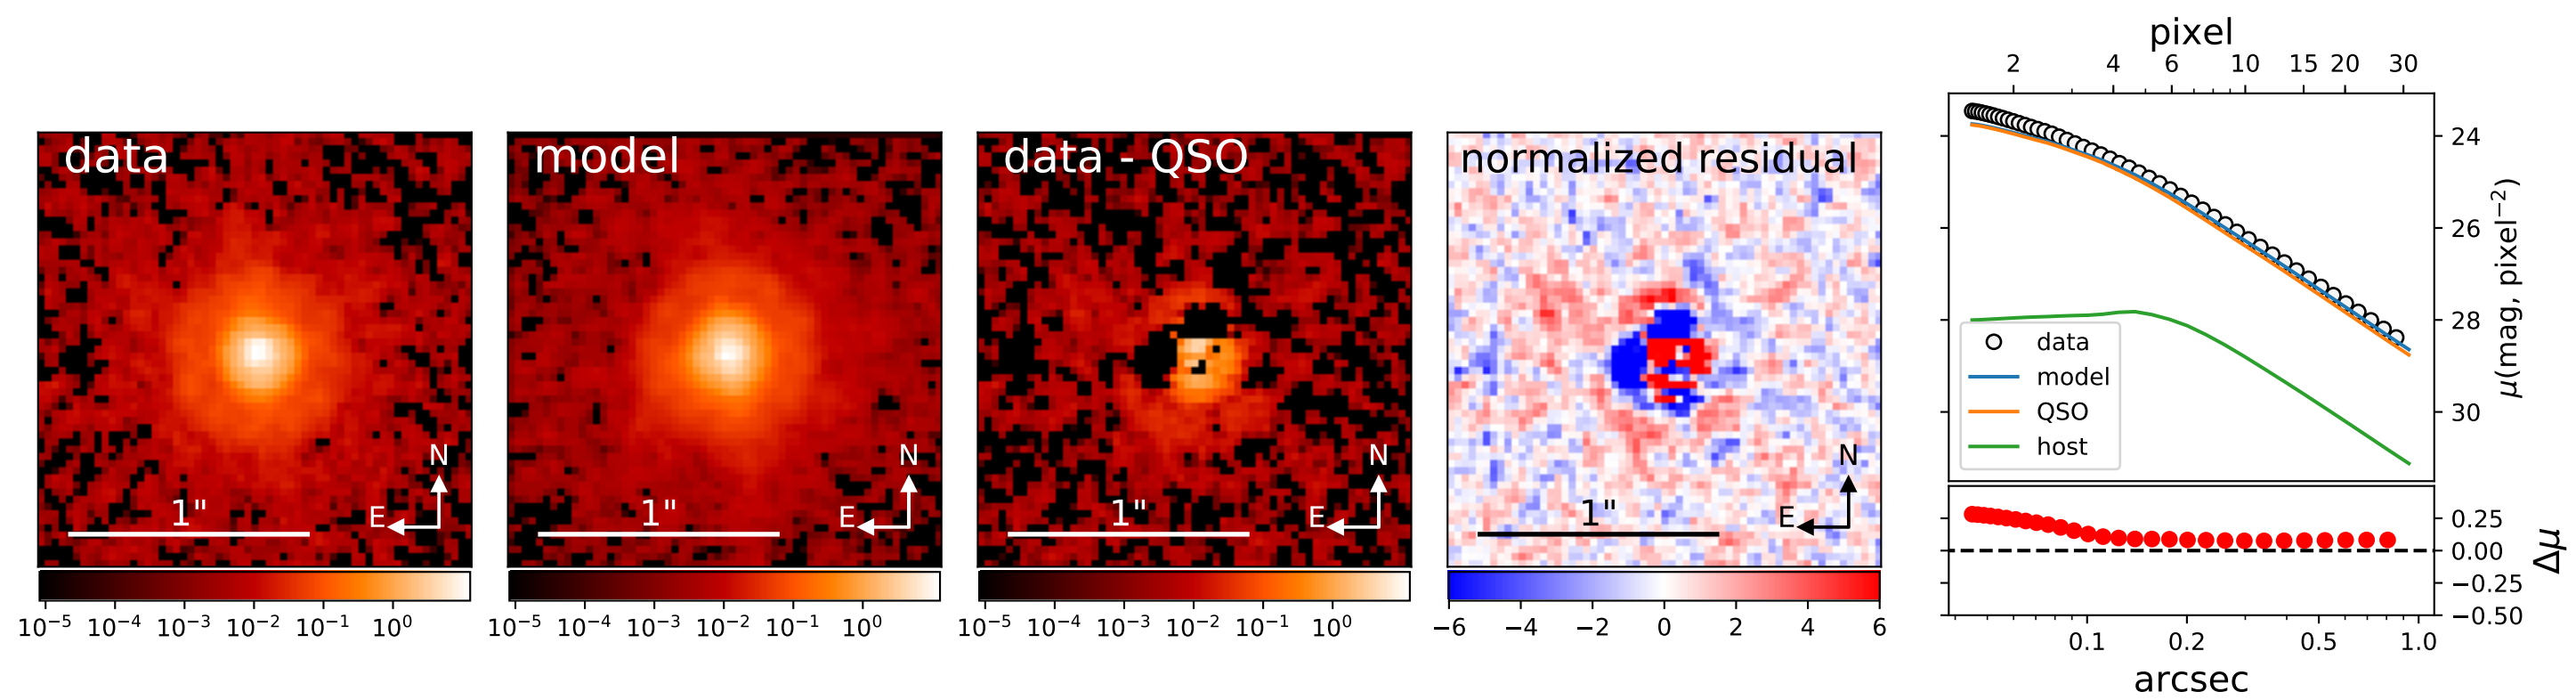 data
N
E
1"
10⁻⁵ 10⁻⁴ 10⁻³ 10⁻² 10⁻¹ 10⁰
model
N
E
1"
10⁻⁵ 10⁻⁴ 10⁻³ 10⁻² 10⁻¹ 10⁰
data - QSO
N
E
1"
10⁻⁵ 10⁻⁴ 10⁻³ 10⁻² 10⁻¹ 10⁰
normalized residual
N
E
1"
−6 −4 −2 0 2 4 6
pixel
2 4 6 10 15 20 30
24
26
28
30
μ(mag, pixel⁻²)
data
model
QSO
host
0.25
0.00
−0.25
−0.50
Δμ
0.1 0.2 0.5 1.0
arcsec